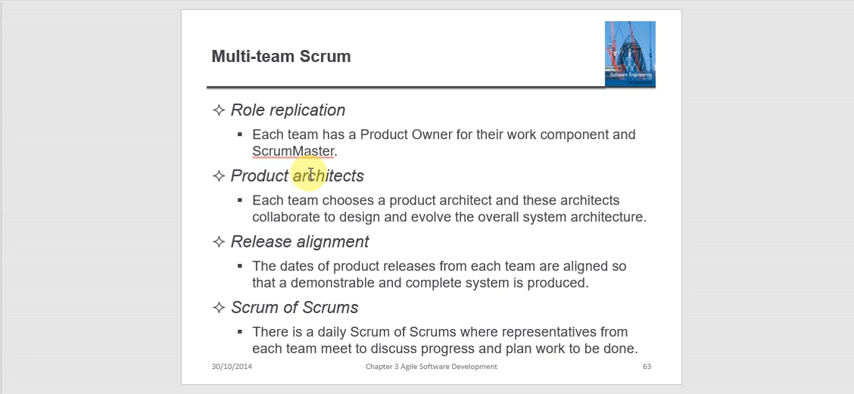 Multi-team Scrum
Software Engineering
✧ Role replication
▪ Each team has a Product Owner for their work component and
ScrumMaster.
✧ Product architects
▪ Each team chooses a product architect and these architects
collaborate to design and evolve the overall system architecture.
✧ Release alignment
▪ The dates of product releases from each team are aligned so
that a demonstrable and complete system is produced.
✧ Scrum of Scrums
▪ There is a daily Scrum of Scrums where representatives from
each team meet to discuss progress and plan work to be done.
30/10/2014 Chapter 3 Agile Software Development 63